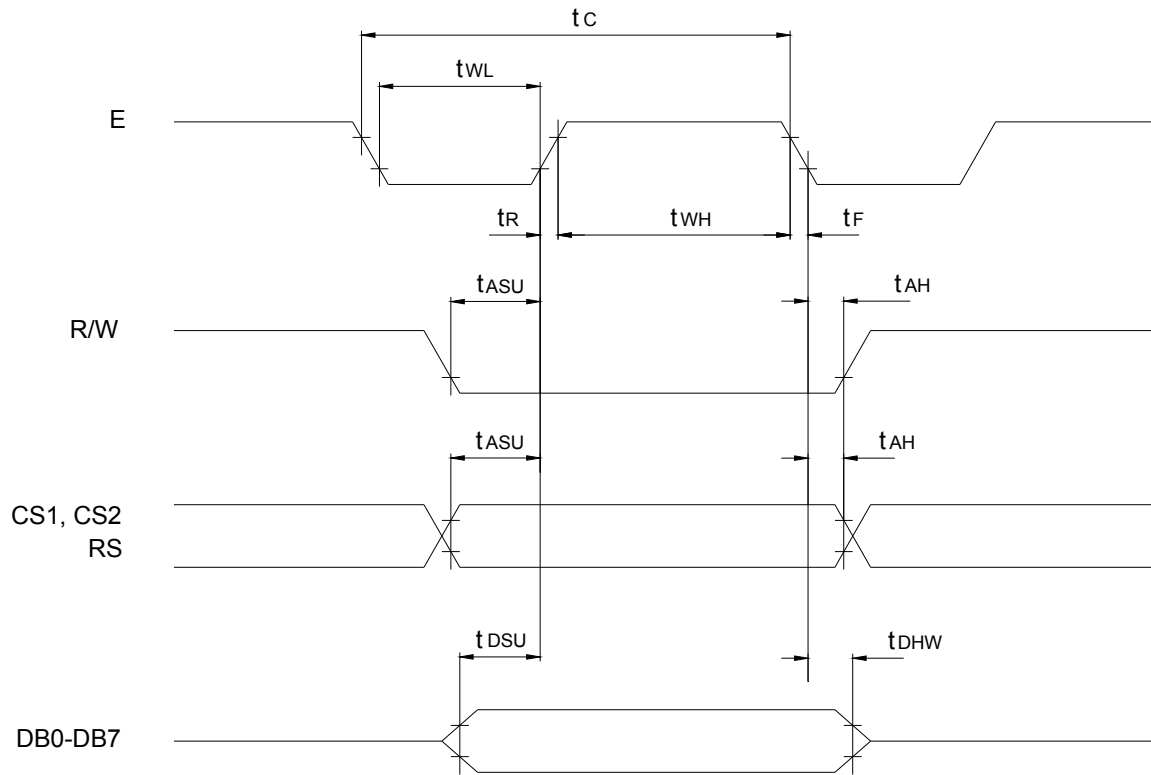 tC
tWL
E
tR
tWH
tF
tASU
tAH
R/W
tASU
tAH
CS1, CS2
RS
tDSU
tDHW
DB0-DB7